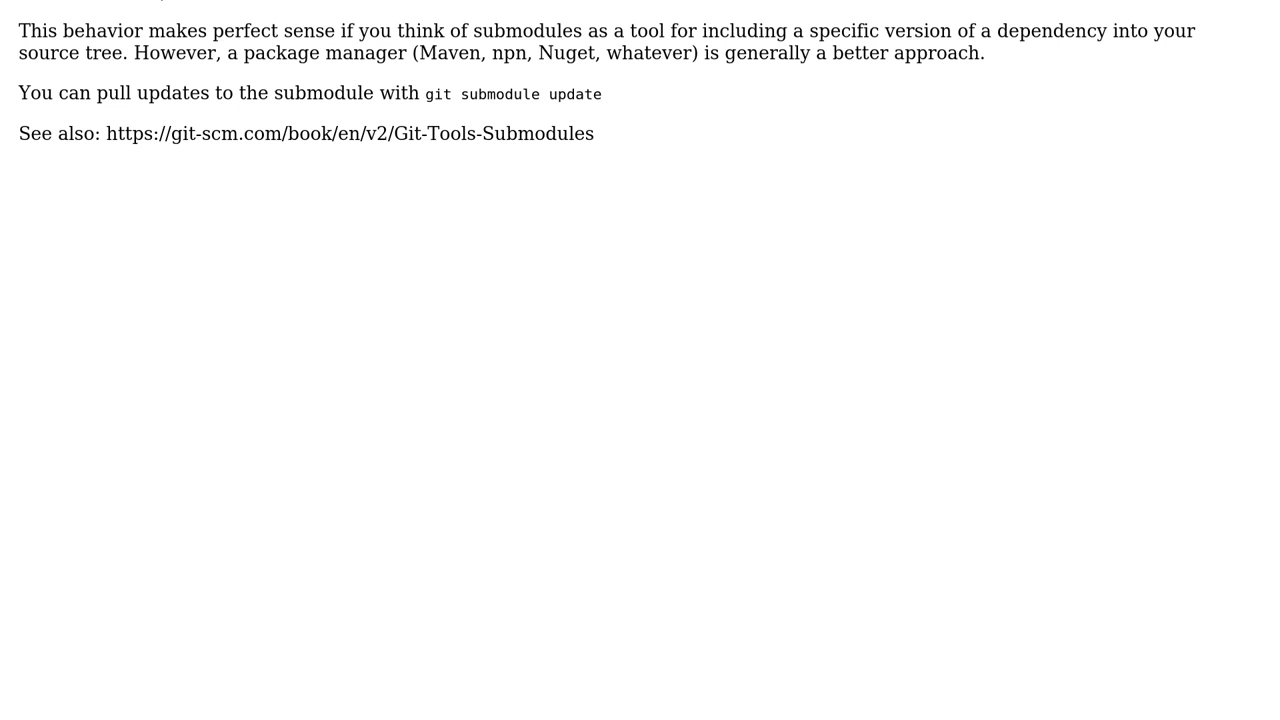 This behavior makes perfect sense if you think of submodules as a tool for including a specific version of a dependency into your
source tree. However, a package manager (Maven, npn, Nuget, whatever) is generally a better approach.
You can pull updates to the submodule with git submodule update
See also: https://git-scm.com/book/en/v2/Git-Tools-Submodules